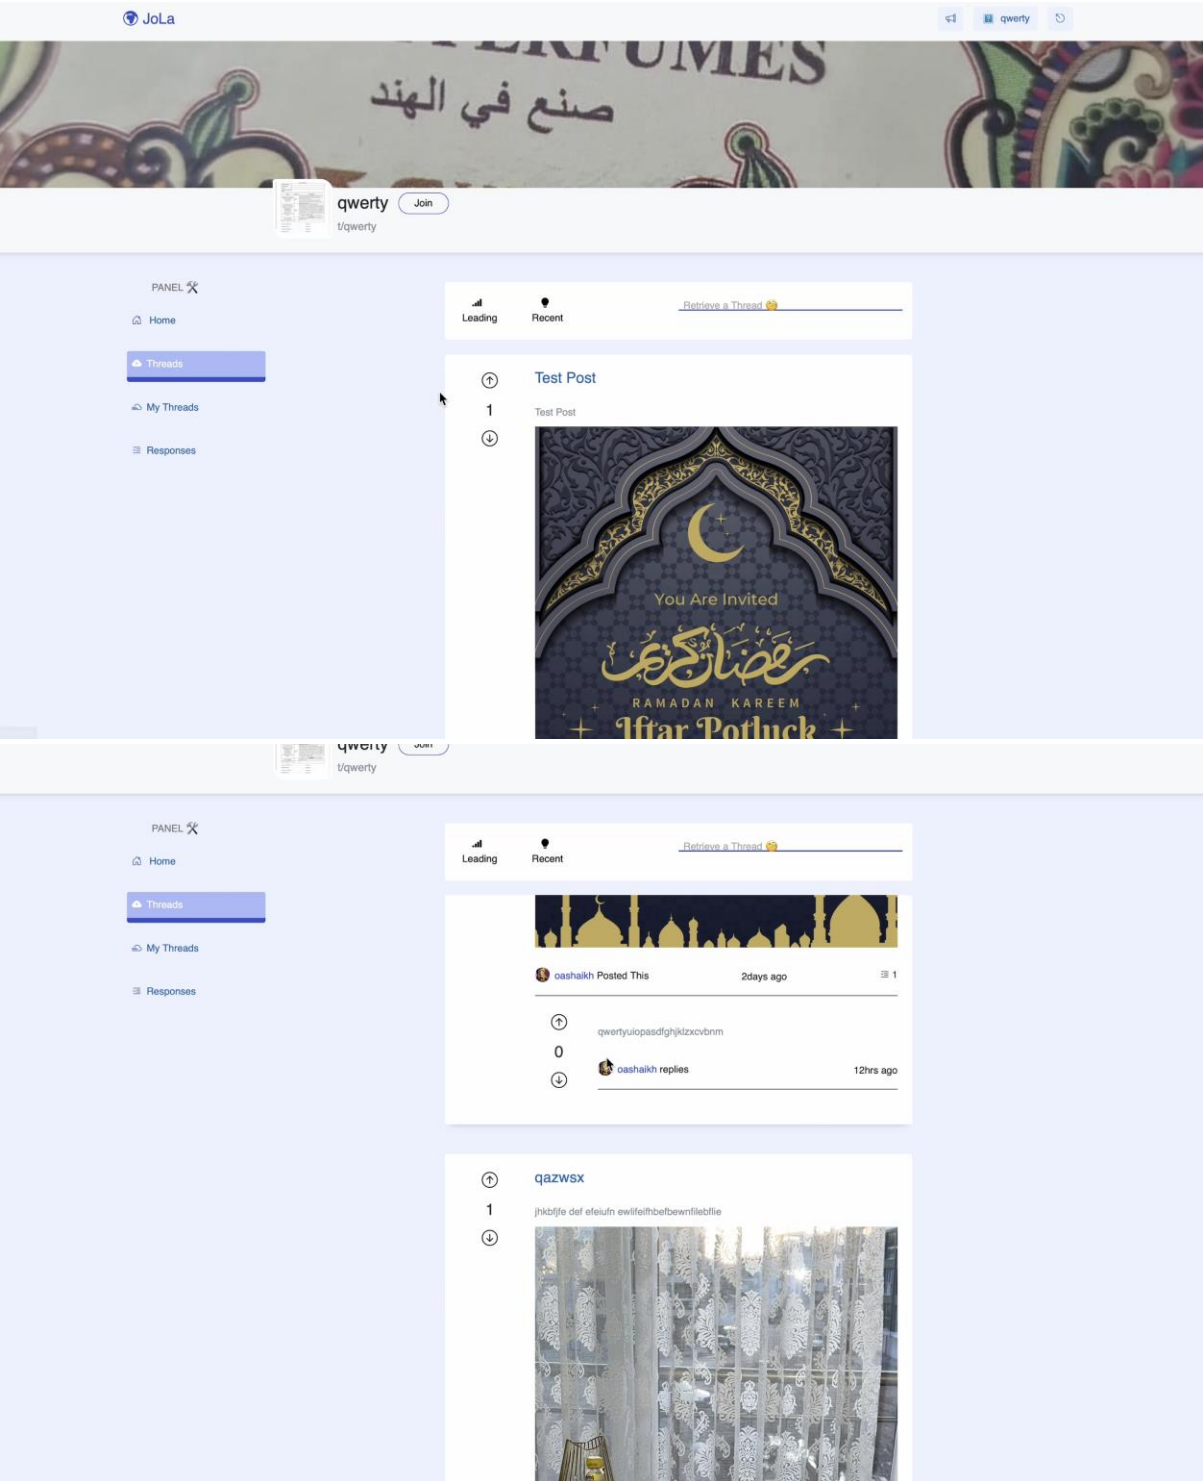 JoLa
qwerty
PERFUMES
صنع في الهند
qwerty Join
t/qwerty
PANEL 🛠
Home
Threads
My Threads
Responses
Leading
Recent
Retrieve a Thread 🧐
Test Post
1
Test Post
You Are Invited
رمضان كريم
RAMADAN KAREEM
Iftar Potluck
qwerty Join
t/qwerty
PANEL 🛠
Home
Threads
My Threads
Responses
Leading
Recent
Retrieve a Thread 🧐
oashaikh Posted This 2days ago 1
qwertyuiopasdfghjklzxcvbnm
0
oashaikh replies 12hrs ago
qazwsx
1
jhkbfjfe def efeiufn ewlifeifhbefbewnfilebflie